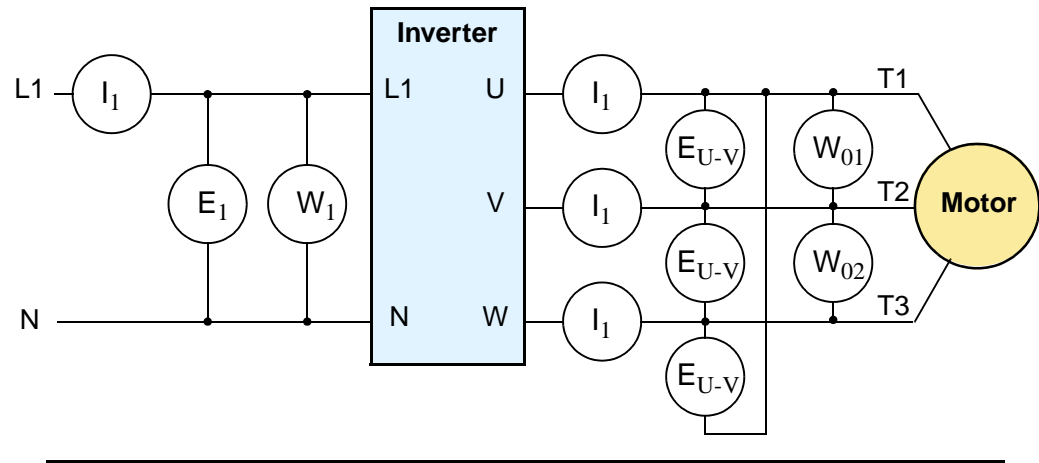 Inverter
L1 I1 L1 U I1 T1
EU-V W01
E1 W1 V I1 T2 Motor
EU-V W02
N N W I1 T3
EU-V